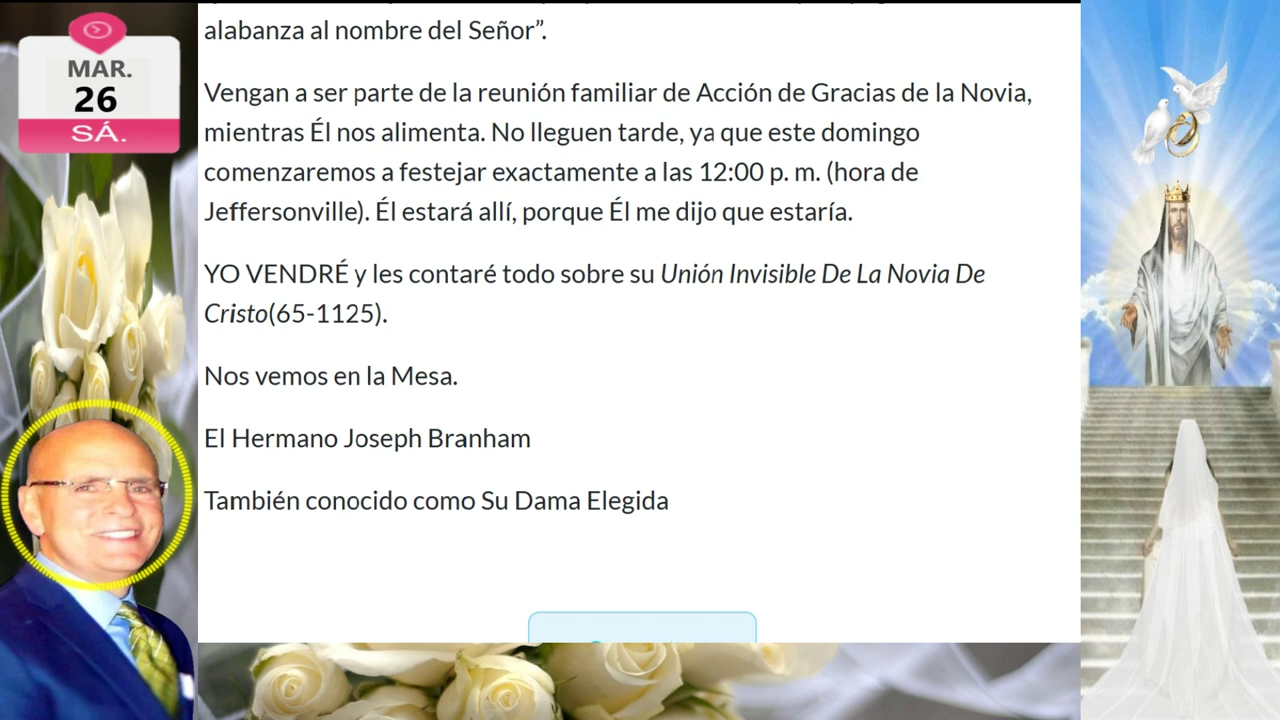 MAR.
26
SÁ.
alabanza al nombre del Señor”.
Vengan a ser parte de la reunión familiar de Acción de Gracias de la Novia,
mientras Él nos alimenta. No lleguen tarde, ya que este domingo
comenzaremos a festejar exactamente a las 12:00 p. m. (hora de
Jeffersonville). Él estará allí, porque Él me dijo que estaría.
YO VENDRÉ y les contaré todo sobre su Unión Invisible De La Novia De
Cristo(65-1125).
Nos vemos en la Mesa.
El Hermano Joseph Branham
También conocido como Su Dama Elegida